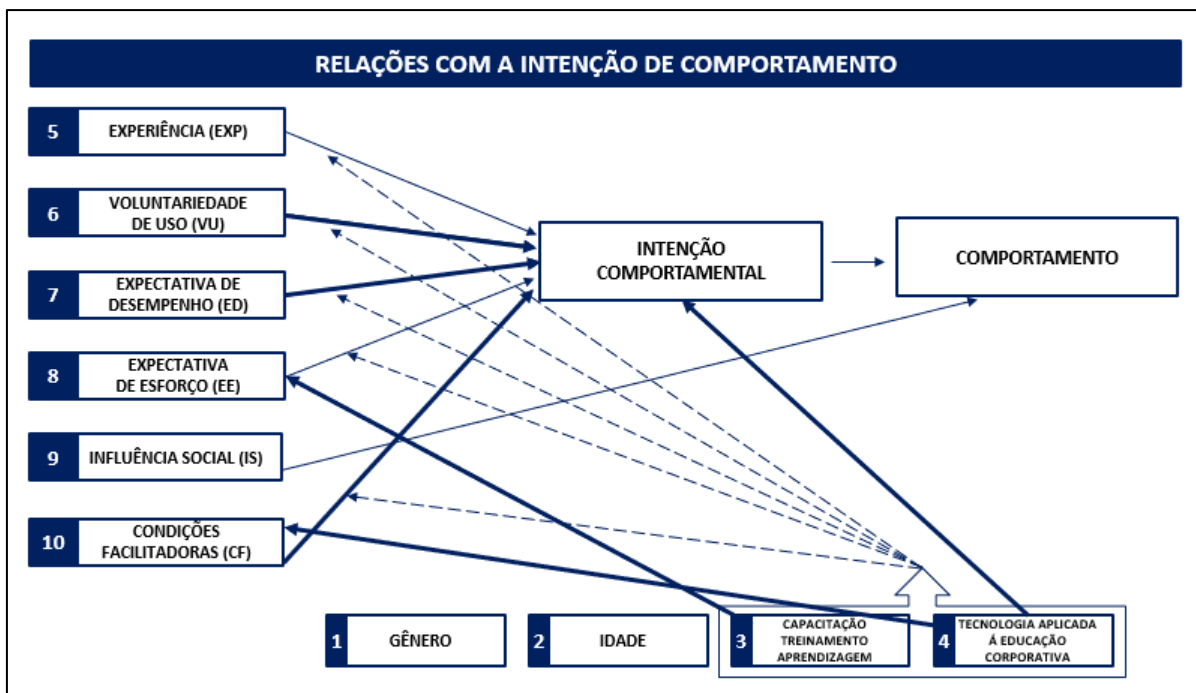 RELAÇÕES COM A INTENÇÃO DE COMPORTAMENTO
5
EXPERIÊNCIA (EXP)
6
VOLUNTARIEDADE
DE USO (VU)
7
EXPECTATIVA DE
DESEMPENHO (ED)
8
EXPECTATIVA
DE ESFORÇO (EE)
9
INFLUÊNCIA SOCIAL (IS)
10
CONDIÇÕES
FACILITADORAS (CF)
INTENÇÃO
COMPORTAMENTAL
COMPORTAMENTO
1
GÊNERO
2
IDADE
3
CAPACITAÇÃO
TREINAMENTO
APRENDIZAGEM
4
TECNOLOGIA APLICADA
Á EDUCAÇÃO
CORPORATIVA